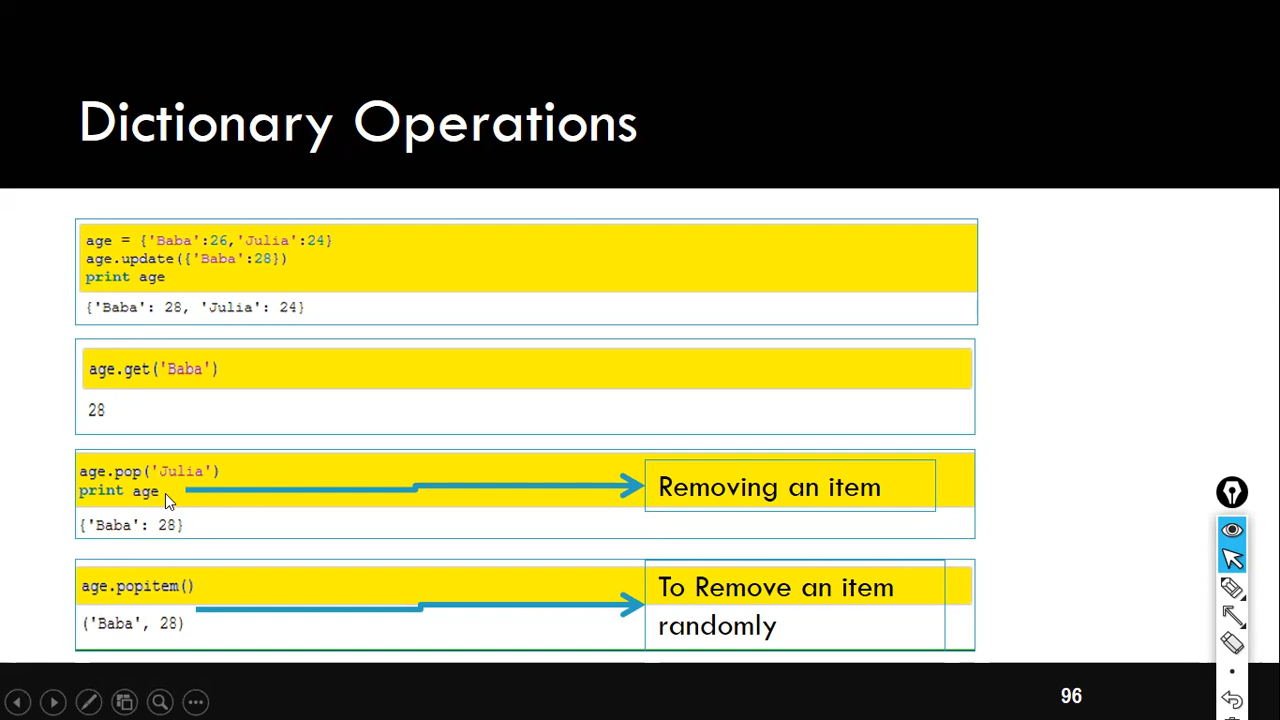 Dictionary Operations
age = {'Baba':26,'Julia':24}
age.update({'Baba':28})
print age
{'Baba': 28, 'Julia': 24}
age.get('Baba')
28
age.pop('Julia')
print age
Removing an item
{'Baba': 28}
age.popitem()
To Remove an item
randomly
('Baba', 28)
96